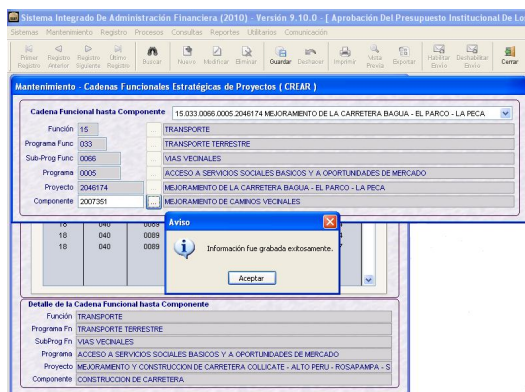 Sistema Integrado De Administración Financiera (2010) - Versión 9.10.0 - [ Aprobación Del Presupuesto Institucional De Lo
Sistemas Mantenimiento Registro Procesos Consultas Reportes Utilitarios Comunicación
Primer Registro Registro Anterior Registro Siguiente Último Registro Buscar Nuevo Modificar Eliminar Guardar Deshacer Imprimir Vista Previa Exportar Habilitar Envío Deshabilitar Envío Cerrar
Mantenimiento - Cadenas Funcionales Estratégicas de Proyectos ( CREAR )
Cadena Funcional hasta Componente 15.033.0066.0005.2046174 MEJORAMIENTO DE LA CARRETERA BAGUA - EL PARCO - LA PECA
Función 15 ... TRANSPORTE
Programa Func 033 ... TRANSPORTE TERRESTRE
Sub-Prog Func 0066 ... VIAS VECINALES
Programa 0005 ... ACCESO A SERVICIOS SOCIALES BASICOS Y A OPORTUNIDADES DE MERCADO
Proyecto 2046174 ... MEJORAMIENTO DE LA CARRETERA BAGUA - EL PARCO - LA PECA
Componente 2007351 ... MEJORAMIENTO DE CAMINOS VECINALES
Aviso
18 040 0089
18 040 0089
18 040 0089
Información fue grabada exitosamente.
Aceptar
Detalle de la Cadena Funcional hasta Componente
Función TRANSPORTE
Programa Fn TRANSPORTE TERRESTRE
SubProg Fn VIAS VECINALES
Programa ACCESO A SERVICIOS SOCIALES BASICOS Y A OPORTUNIDADES DE MERCADO
Proyecto MEJORAMIENTO Y CONSTRUCCION DE CARRETERA COLLICATE - ALTO PERU - ROSAPAMPA - S
Componente CONSTRUCCION DE CARRETERA